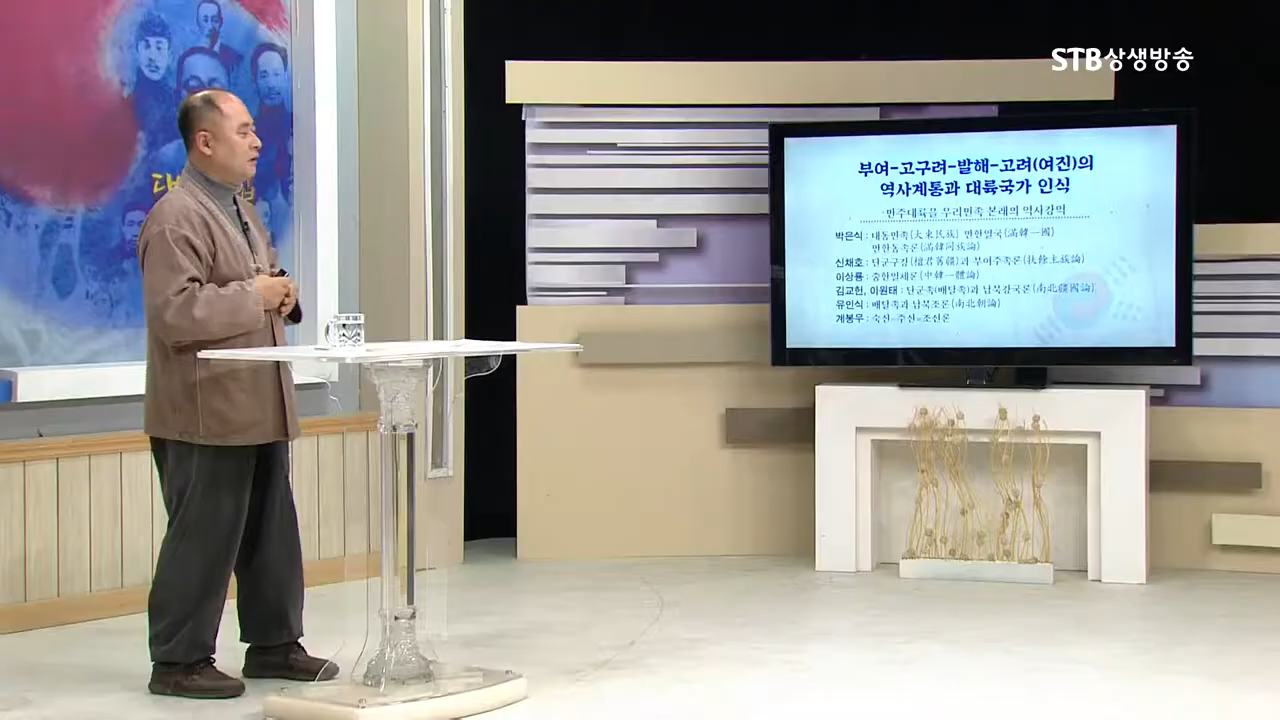 STB상생방송
부여-고구려-발해-고려(여진)의
역사계통과 대륙국가 인식
만주대륙을 우리민족 본래의 역사강역
박은식 : 대동민족(大東民族) 만한일국(滿韓一國)
만한동족론(滿韓同族論)
신채호 : 단군구강(檀君舊疆)과 부여주족론(扶餘主族論)
이상룡 : 중한일체론(中韓一體論)
김교헌, 이원태 : 단군족(배달족)과 남북강국론(南北疆國論)
유인식 : 배달족과 남북조론(南北朝論)
계봉우 : 숙신=주신=조선론